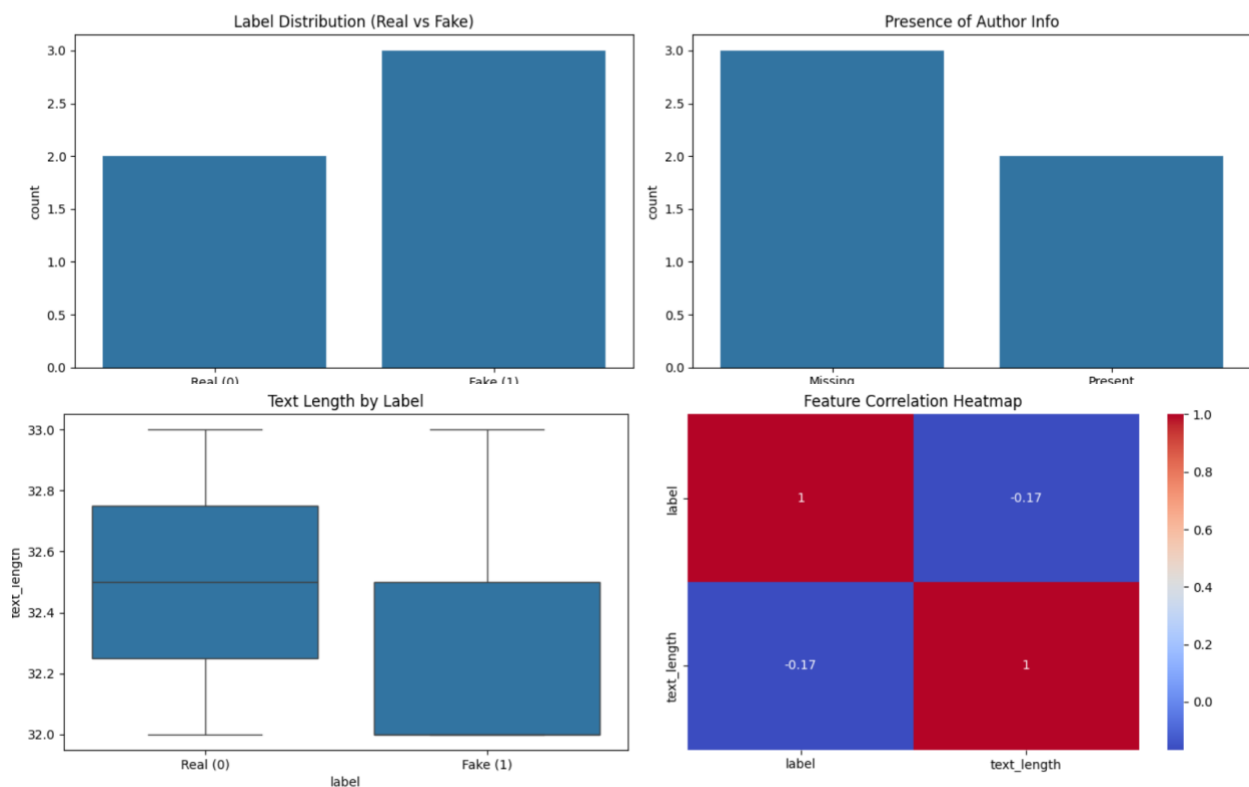 Label Distribution (Real vs Fake)
3.0
2.5
2.0
1.5
1.0
0.5
0.0
count
Real (0)
Fake (1)
Presence of Author Info
3.0
2.5
2.0
1.5
1.0
0.5
0.0
count
Missing
Present
Text Length by Label
33.0
32.8
32.6
32.4
32.2
32.0
text_length
Real (0)
Fake (1)
label
Feature Correlation Heatmap
label
text_length
1
-0.17
-0.17
1
label
text_length
1.0
0.8
0.6
0.4
0.2
0.0